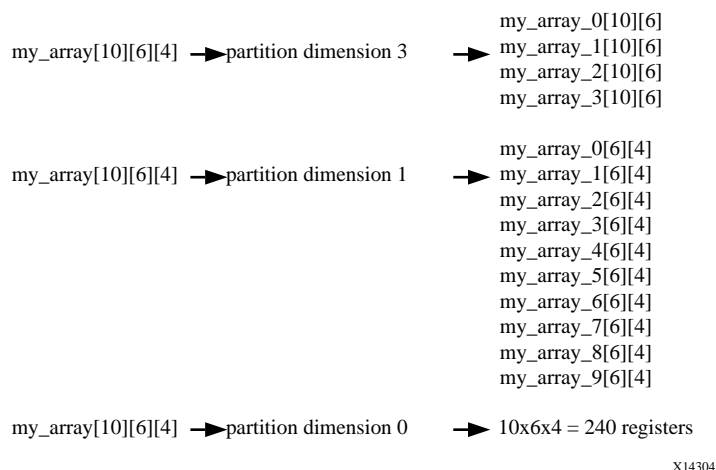 my_array_0[10][6]
my_array[10][6][4] partition dimension 3 my_array_1[10][6]
my_array_2[10][6]
my_array_3[10][6]
my_array_0[6][4]
my_array[10][6][4] partition dimension 1 my_array_1[6][4]
my_array_2[6][4]
my_array_3[6][4]
my_array_4[6][4]
my_array_5[6][4]
my_array_6[6][4]
my_array_7[6][4]
my_array_8[6][4]
my_array_9[6][4]
my_array[10][6][4] partition dimension 0 10x6x4 = 240 registers
X14304